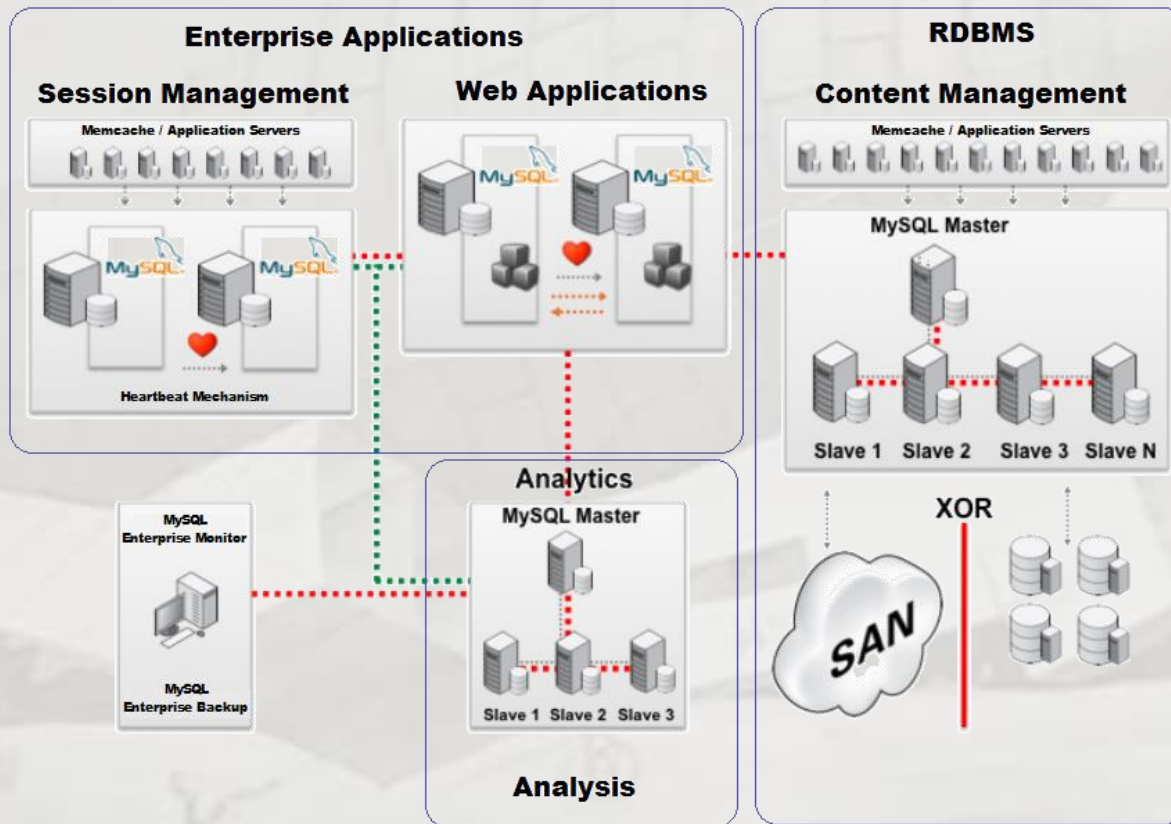 Enterprise Applications
Session Management
Memcache / Application Servers
MySQL
MySQL
Heartbeat Mechanism
Web Applications
MySQL
MySQL
RDBMS
Content Management
Memcache / Application Servers
MySQL Master
Slave 1 Slave 2 Slave 3 Slave N
SAN
XOR
MySQL
Enterprise Monitor
MySQL
Enterprise Backup
Analytics
MySQL Master
Slave 1 Slave 2 Slave 3
Analysis